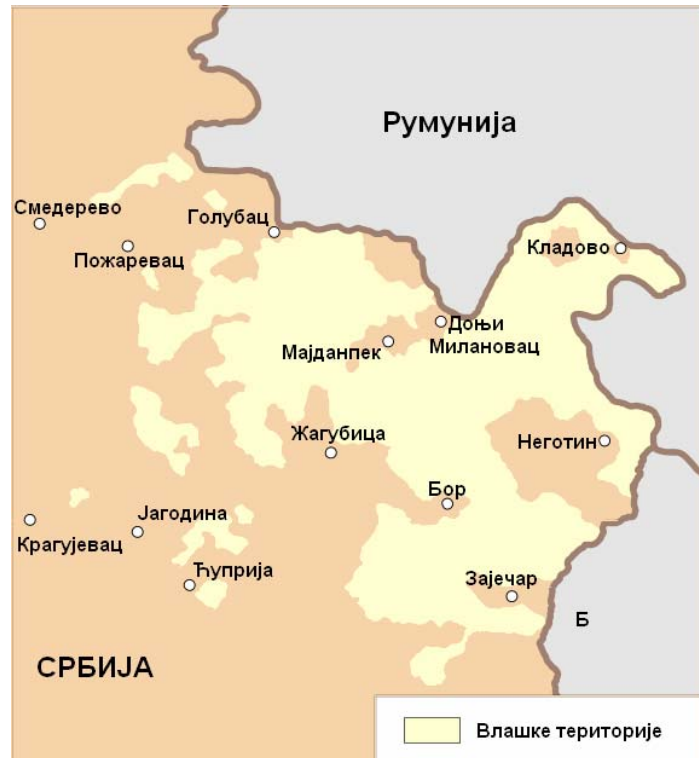 Румунија
Смедерево
Голубац
Пожаревац
Кладово
Доњи
Милановац
Мајданпек
Жагубица
Неготин
Бор
Јагодина
Крагујевац
Ћуприја
Зајечар
Б
СРБИЈА
Влашке територије